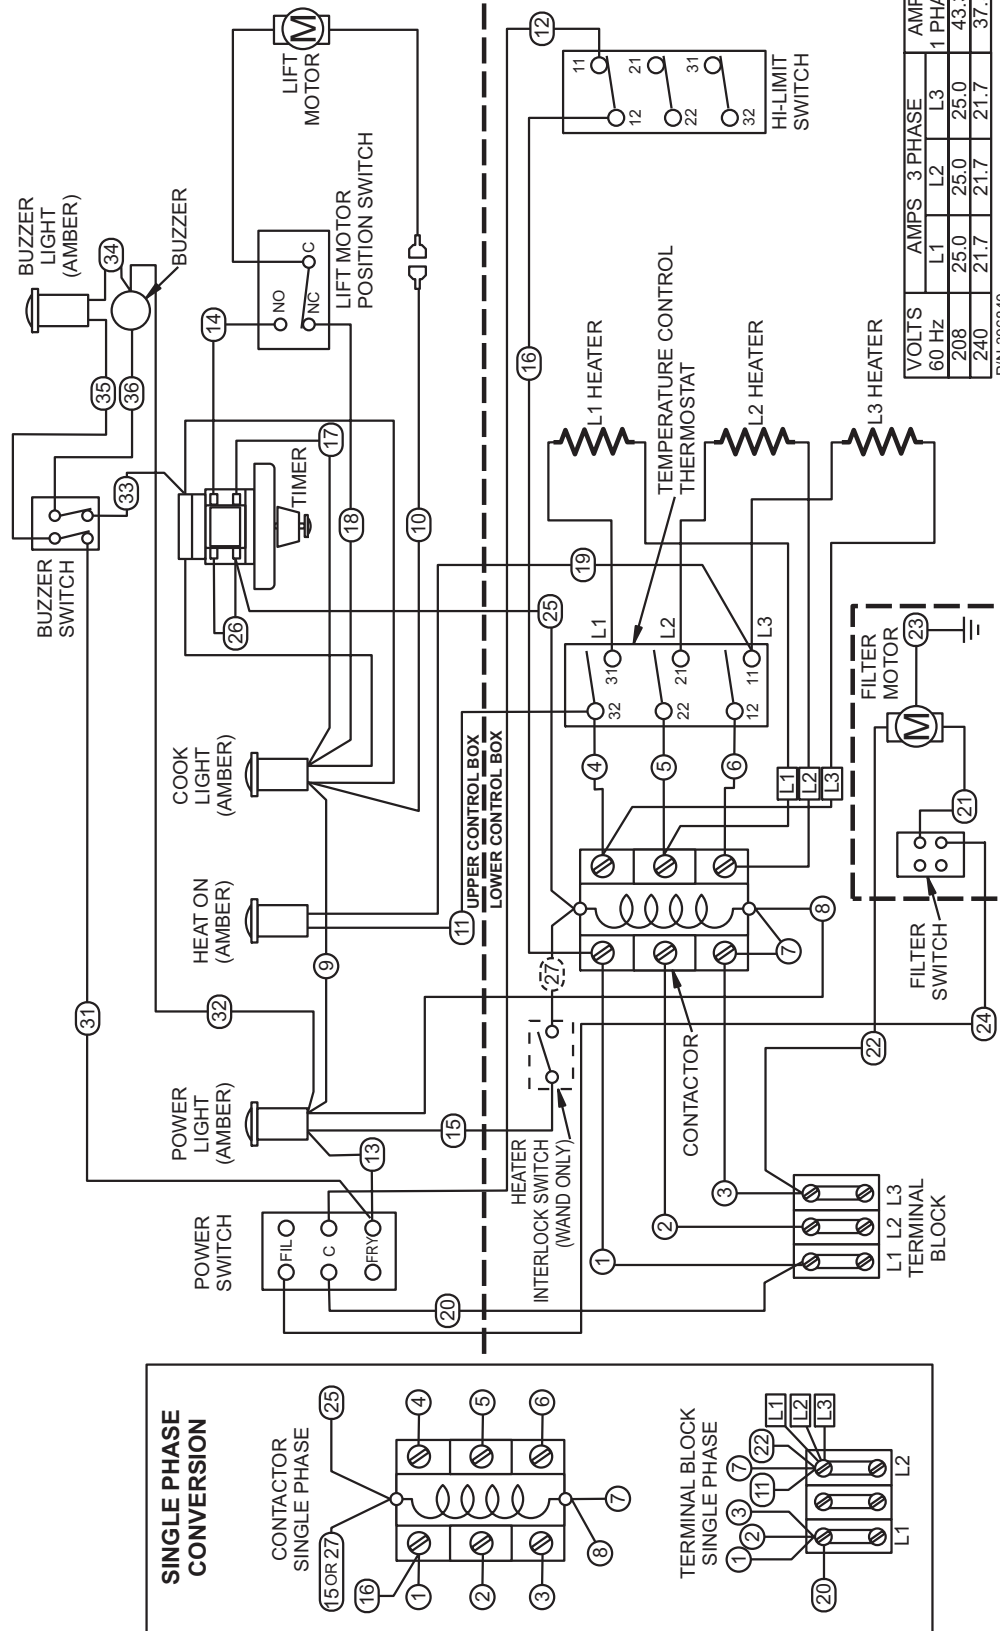 SINGLE PHASE
CONVERSION
CONTACTOR
SINGLE PHASE
25
15 OR 27
16
1
2
3
4
5
6
7
8
TERMINAL BLOCK
SINGLE PHASE
1
2
3
11
7
22
L1
L2
L3
20
L1
L2
POWER
SWITCH
FIL
C
FRY
POWER
LIGHT
(AMBER)
HEAT ON
(AMBER)
COOK
LIGHT
(AMBER)
BUZZER
SWITCH
BUZZER
LIGHT
(AMBER)
BUZZER
TIMER
LIFT MOTOR
POSITION SWITCH
NO
NC
C
LIFT
MOTOR
M
31
32
13
15
20
9
11
26
33
35
36
34
14
17
18
10
UPPER CONTROL BOX
LOWER CONTROL BOX
HEATER
INTERLOCK SWITCH
(WAND ONLY)
27
25
19
16
12
CONTACTOR
1
2
3
4
5
6
7
8
L1
31
32
L2
21
22
L3
11
12
TEMPERATURE CONTROL
THERMOSTAT
L1 HEATER
L2 HEATER
L3 HEATER
L1
L2
L3
11
12
21
22
31
32
HI-LIMIT
SWITCH
L1 L2 L3
TERMINAL
BLOCK
22
24
FILTER
SWITCH
21
FILTER
MOTOR
M
23
VOLTS
60 Hz
AMPS 3 PHASE
L1 L2 L3
1 PHA
208 25.0 25.0 25.0 43.
240 21.7 21.7 21.7 37.